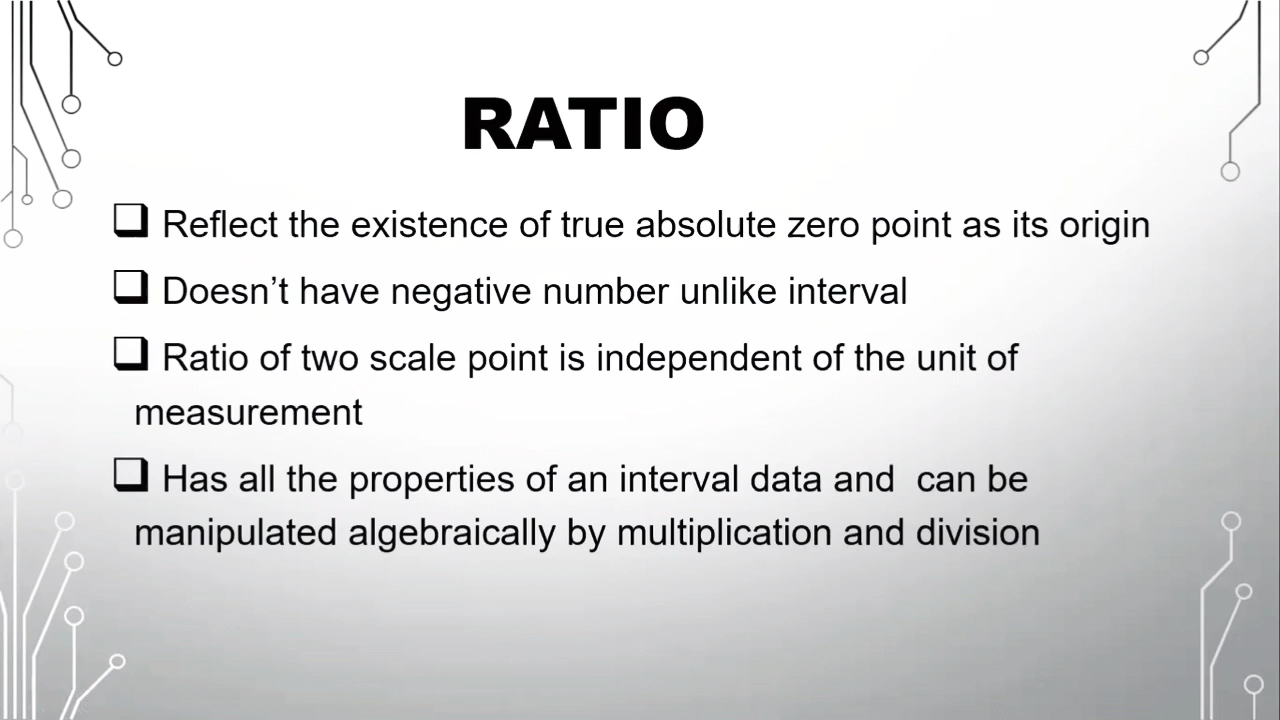 RATIO
Reflect the existence of true absolute zero point as its origin
Doesn’t have negative number unlike interval
Ratio of two scale point is independent of the unit of
measurement
Has all the properties of an interval data and  can be
manipulated algebraically by multiplication and division